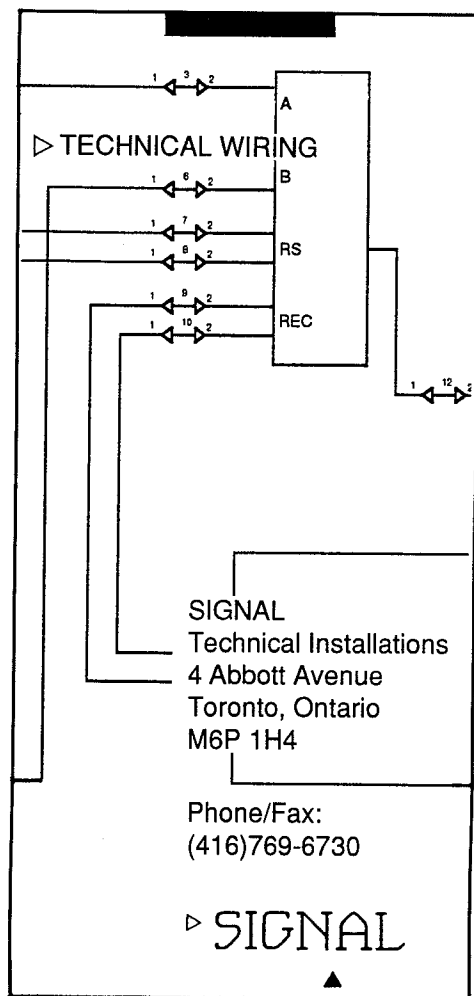 1 3 2
A
▷ TECHNICAL WIRING
1 6 2
B
1 7 2
1 8 2
RS
1 9 2
1 10 2
REC
1 12 2
SIGNAL
Technical Installations
4 Abbott Avenue
Toronto, Ontario
M6P 1H4
Phone/Fax:
(416)769-6730
▷ SIGNAL